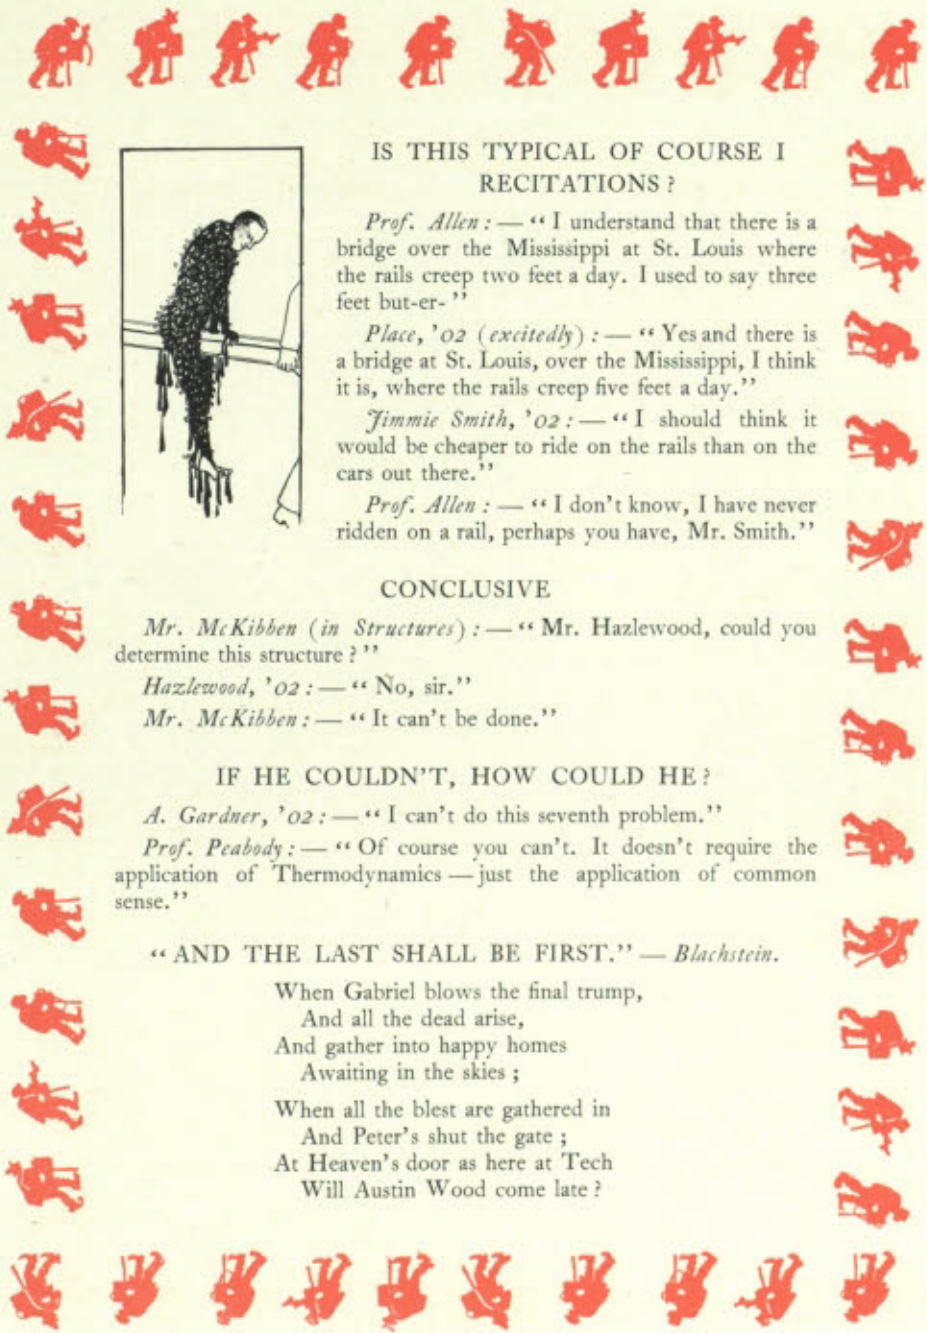 IS THIS TYPICAL OF COURSE I
RECITATIONS?
Prof. Allen: — “ I understand that there is a
bridge over the Mississippi at St. Louis where
the rails creep two feet a day. I used to say three
feet but-er- ”
Place, ’02 (excitedly): — “ Yes and there is
a bridge at St. Louis, over the Mississippi, I think
it is, where the rails creep five feet a day.”
Jimmie Smith, ’02: — “ I should think it
would be cheaper to ride on the rails than on the
cars out there.”
Prof. Allen: — “ I don’t know, I have never
ridden on a rail, perhaps you have, Mr. Smith.”
CONCLUSIVE
Mr. McKibben (in Structures): — “ Mr. Hazlewood, could you
determine this structure? ”
Hazlewood, ’02: — “ No, sir.”
Mr. McKibben: — “ It can’t be done.”
IF HE COULDN’T, HOW COULD HE?
A. Gardner, ’02: — “ I can’t do this seventh problem.”
Prof. Peabody: — “ Of course you can’t. It doesn’t require the
application of Thermodynamics — just the application of common
sense.”
“ AND THE LAST SHALL BE FIRST.” — Blachstein.
When Gabriel blows the final trump,
And all the dead arise,
And gather into happy homes
Awaiting in the skies ;
When all the blest are gathered in
And Peter’s shut the gate ;
At Heaven’s door as here at Tech
Will Austin Wood come late?